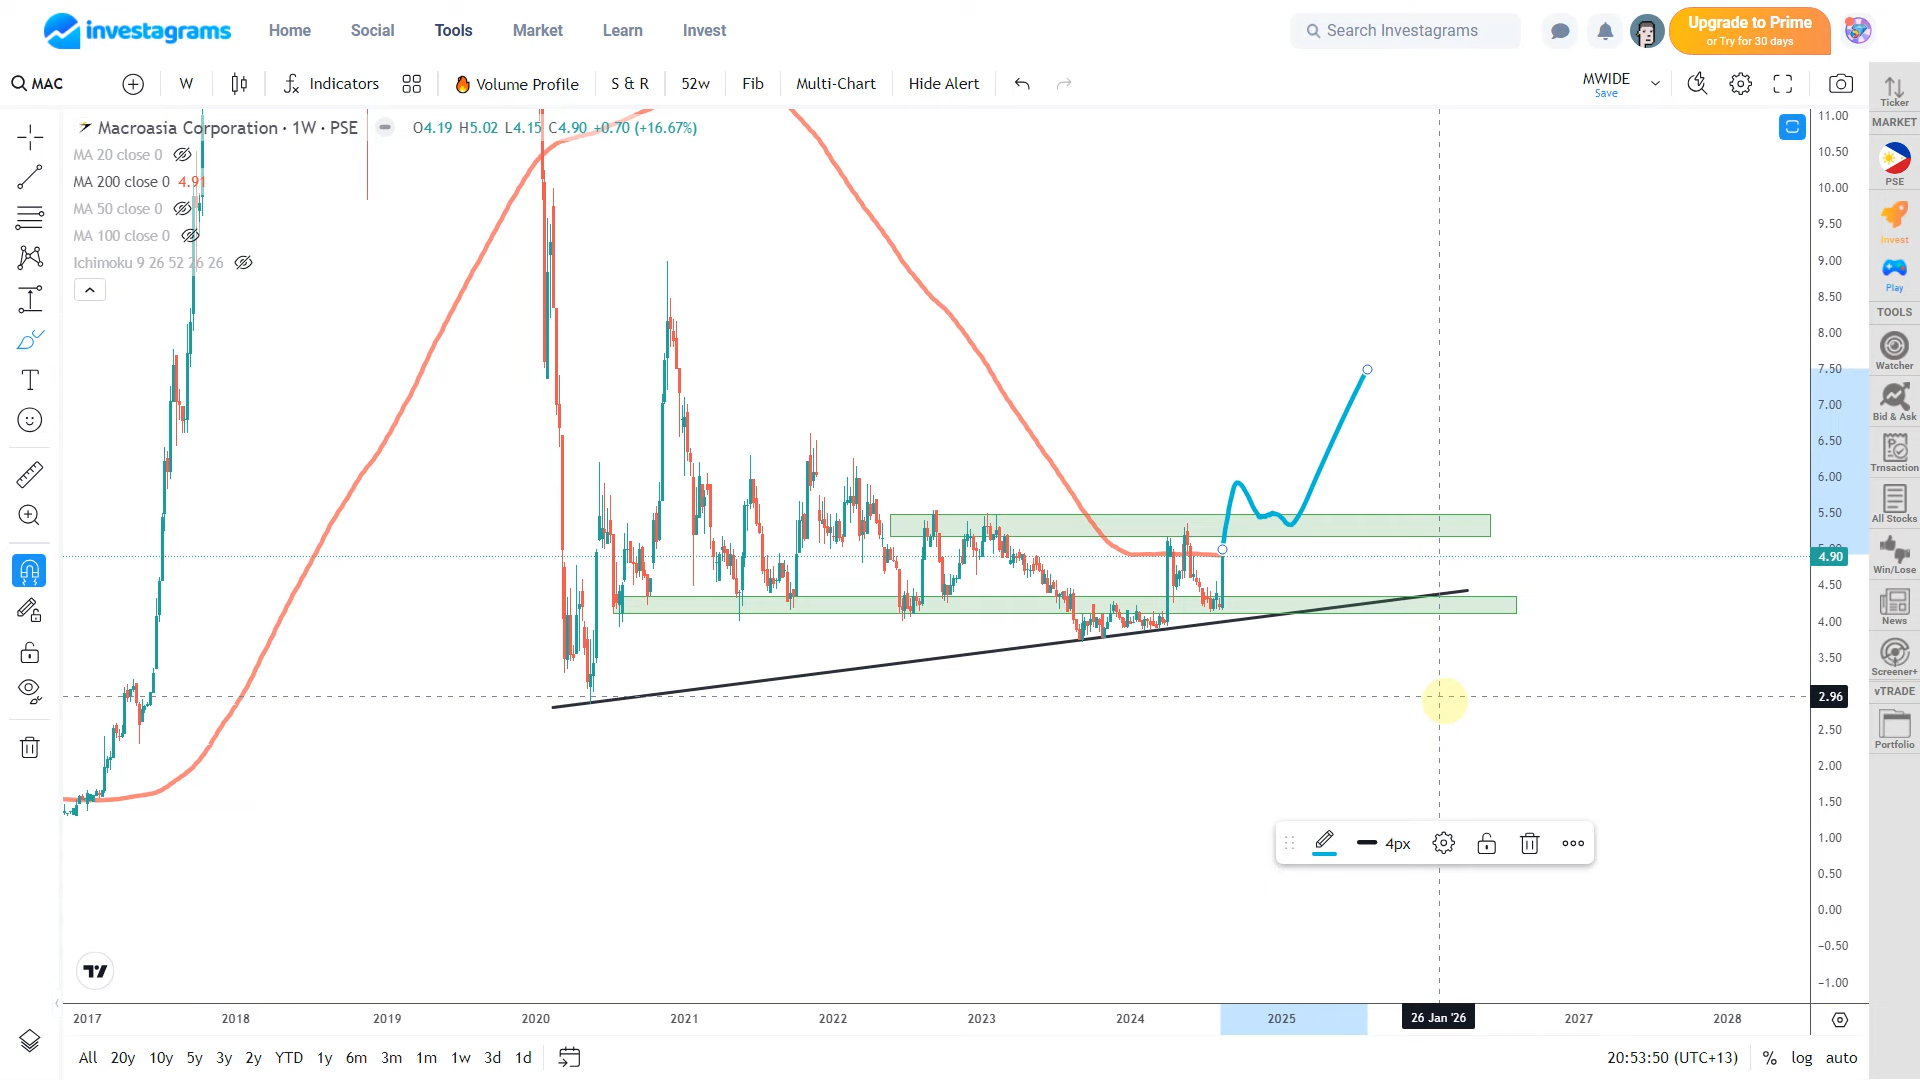 investagrams
Home Social Tools Market Learn Invest
Search Investagrams
Upgrade to Prime
or Try for 30 days
MAC
W
Indicators
Volume Profile
S & R
52w
Fib
Multi-Chart
Hide Alert
MWIDE
Save
Macroasia Corporation · 1W · PSE
O4.19 H5.02 L4.15 C4.90 +0.70 (+16.67%)
MA 20 close 0
MA 200 close 0 4.91
MA 50 close 0
MA 100 close 0
Ichimoku 9 26 52 26 26
11.00
10.50
10.00
9.50
9.00
8.50
8.00
7.50
7.00
6.50
6.00
5.50
5.00
4.90
4.50
4.00
3.50
2.96
2.50
2.00
1.50
1.00
0.50
0.00
-0.50
-1.00
4px
2017 2018 2019 2020 2021 2022 2023 2024 2025 26 Jan '26 2027 2028
All 20y 10y 5y 3y 2y YTD 1y 6m 3m 1m 1w 3d 1d
20:53:50 (UTC+13)
% log auto
Ticker
MARKET
PSE
Invest
Play
TOOLS
Watcher
Bid & Ask
Trnsaction
All Stocks
Win/Lose
News
Screener+
vTRADE
Portfolio